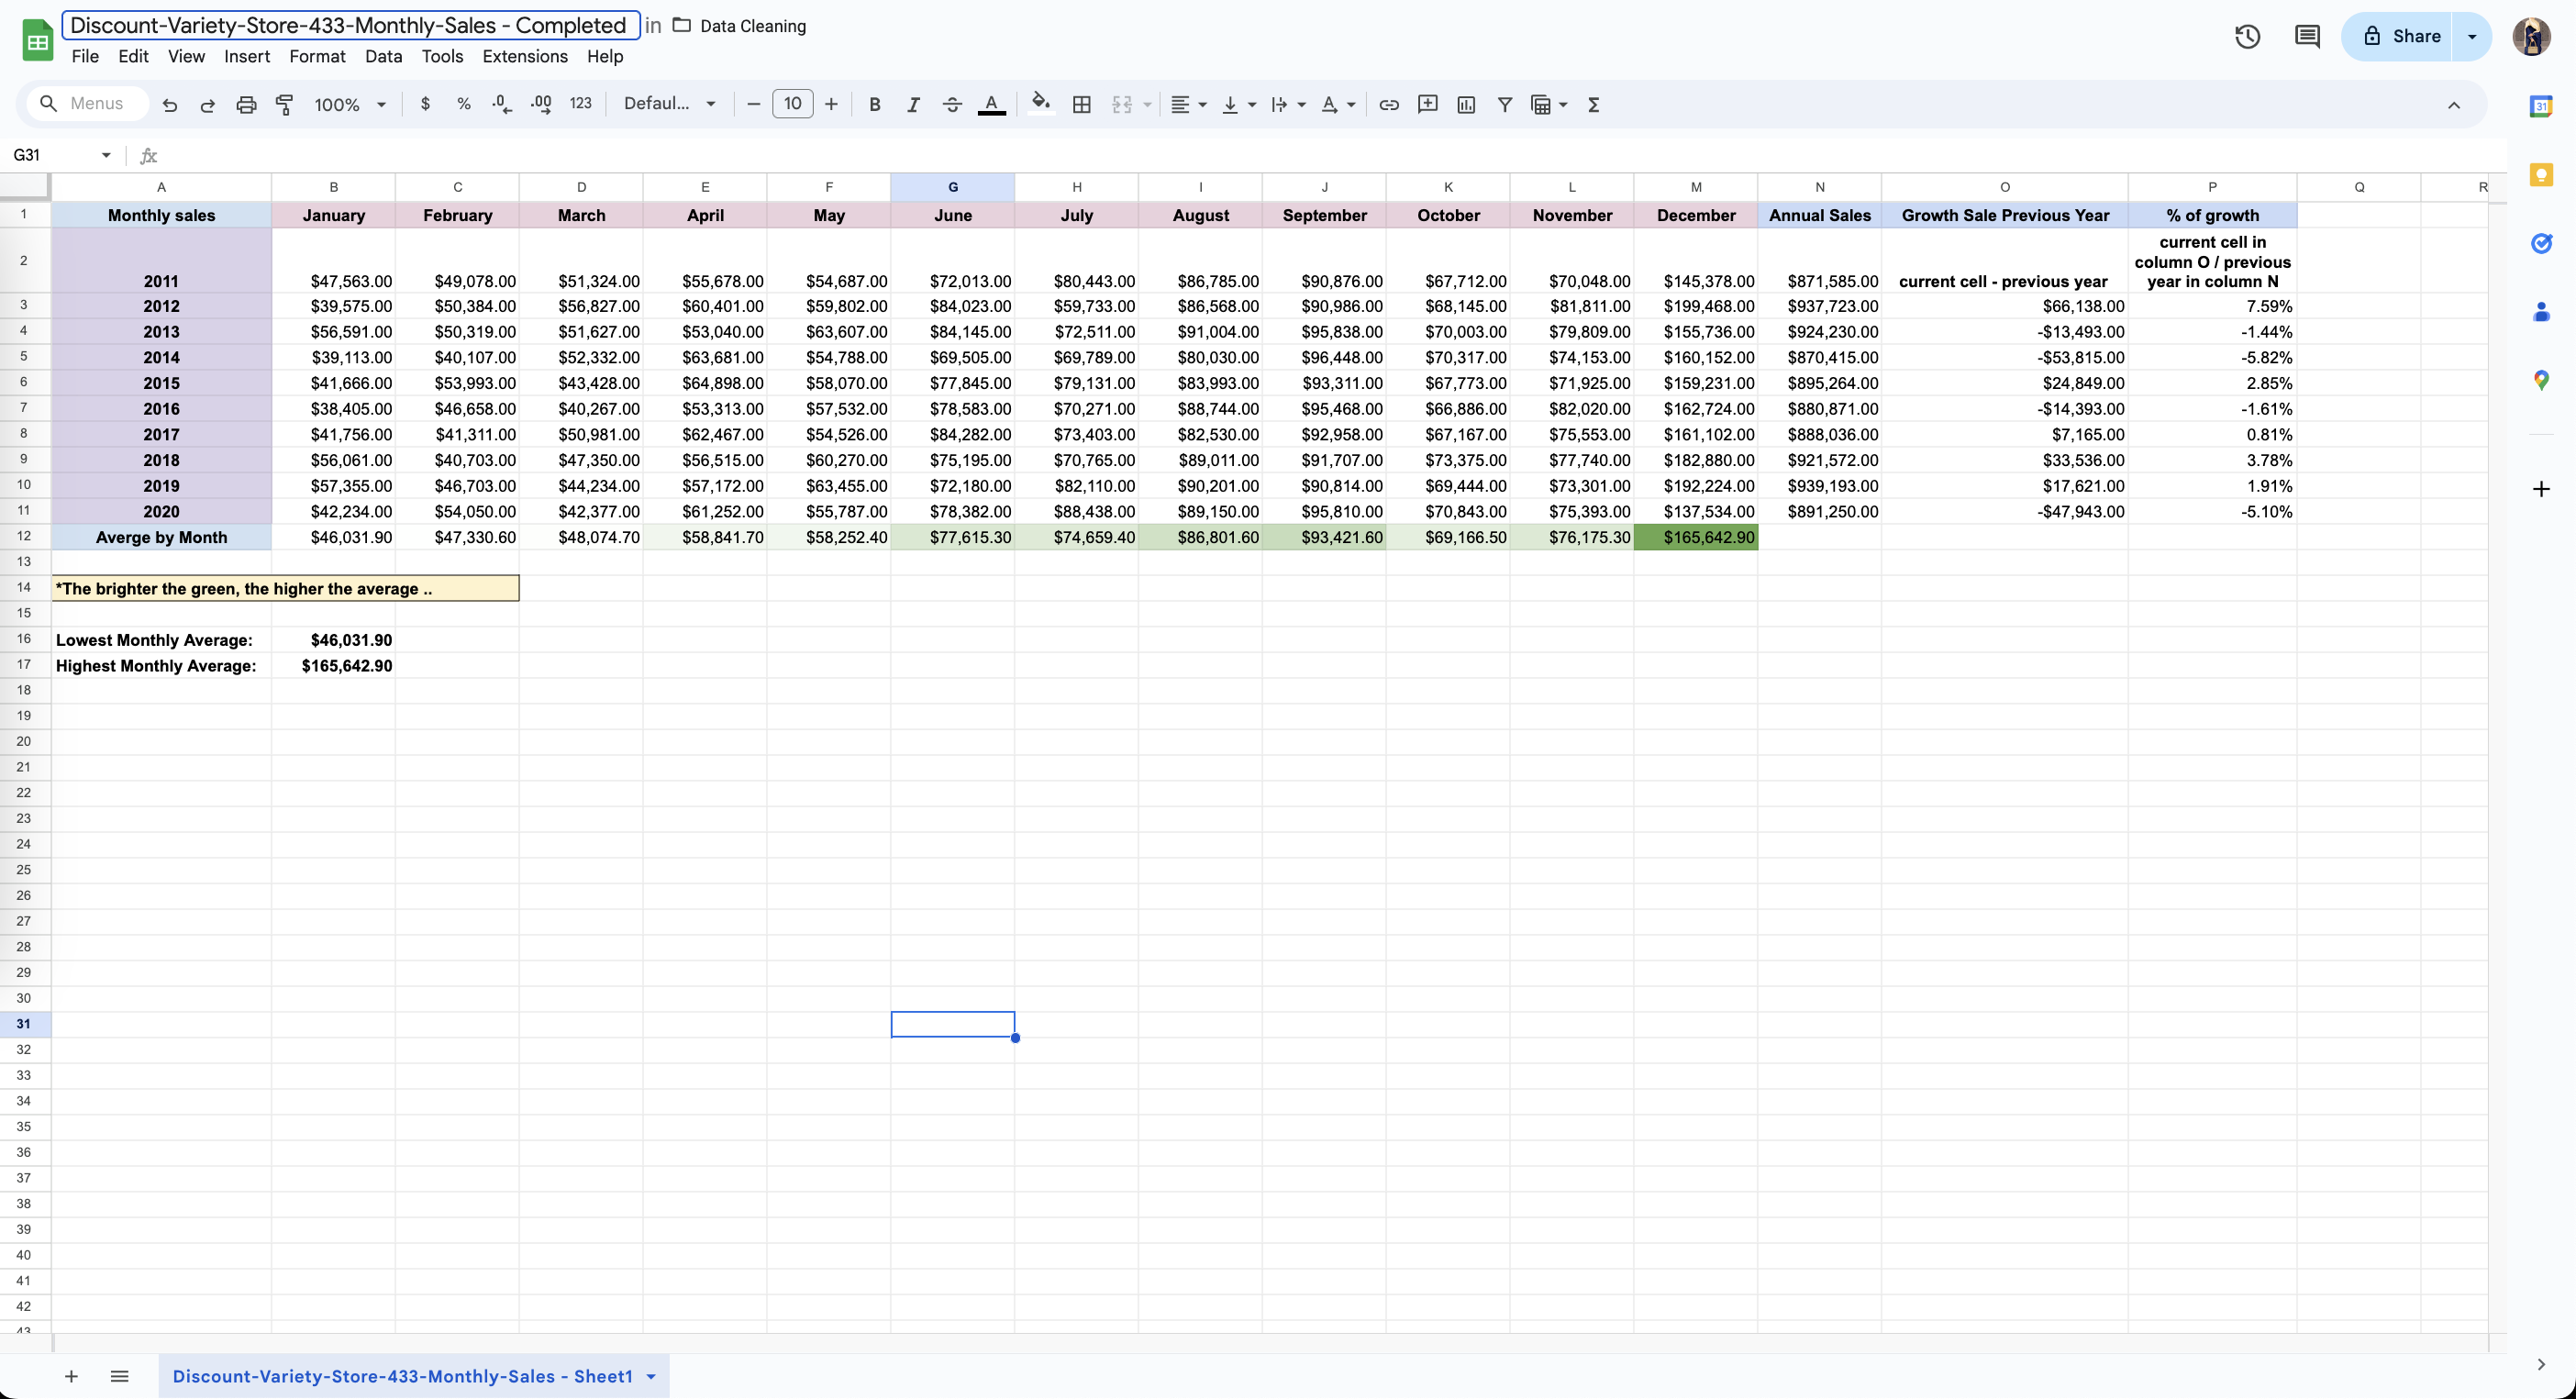 Discount-Variety-Store-433-Monthly-Sales - Completed in Data Cleaning
File Edit View Insert Format Data Tools Extensions Help
Share
Menus 100% $ % .0 .00 123 Defaul... 10 B I S A Σ
31
G31 fx
A B C D E F G H I J K L M N O P Q R
1 Monthly sales January February March April May June July August September October November December Annual Sales Growth Sale Previous Year % of growth
2 2011 $47,563.00 $49,078.00 $51,324.00 $55,678.00 $54,687.00 $72,013.00 $80,443.00 $86,785.00 $90,876.00 $67,712.00 $70,048.00 $145,378.00 $871,585.00 current cell - previous year current cell in
column O / previous
year in column N
3 2012 $39,575.00 $50,384.00 $56,827.00 $60,401.00 $59,802.00 $84,023.00 $59,733.00 $86,568.00 $90,986.00 $68,145.00 $81,811.00 $199,468.00 $937,723.00 $66,138.00 7.59%
4 2013 $56,591.00 $50,319.00 $51,627.00 $53,040.00 $63,607.00 $84,145.00 $72,511.00 $91,004.00 $95,838.00 $70,003.00 $79,809.00 $155,736.00 $924,230.00 -$13,493.00 -1.44%
5 2014 $39,113.00 $40,107.00 $52,332.00 $63,681.00 $54,788.00 $69,505.00 $69,789.00 $80,030.00 $96,448.00 $70,317.00 $74,153.00 $160,152.00 $870,415.00 -$53,815.00 -5.82%
6 2015 $41,666.00 $53,993.00 $43,428.00 $64,898.00 $58,070.00 $77,845.00 $79,131.00 $83,993.00 $93,311.00 $67,773.00 $71,925.00 $159,231.00 $895,264.00 $24,849.00 2.85%
7 2016 $38,405.00 $46,658.00 $40,267.00 $53,313.00 $57,532.00 $78,583.00 $70,271.00 $88,744.00 $95,468.00 $66,886.00 $82,020.00 $162,724.00 $880,871.00 -$14,393.00 -1.61%
8 2017 $41,756.00 $41,311.00 $50,981.00 $62,467.00 $54,526.00 $84,282.00 $73,403.00 $82,530.00 $92,958.00 $67,167.00 $75,553.00 $161,102.00 $888,036.00 $7,165.00 0.81%
9 2018 $56,061.00 $40,703.00 $47,350.00 $56,515.00 $60,270.00 $75,195.00 $70,765.00 $89,011.00 $91,707.00 $73,375.00 $77,740.00 $182,880.00 $921,572.00 $33,536.00 3.78%
10 2019 $57,355.00 $46,703.00 $44,234.00 $57,172.00 $63,455.00 $72,180.00 $82,110.00 $90,201.00 $90,814.00 $69,444.00 $73,301.00 $192,224.00 $939,193.00 $17,621.00 1.91%
11 2020 $42,234.00 $54,050.00 $42,377.00 $61,252.00 $55,787.00 $78,382.00 $88,438.00 $89,150.00 $95,810.00 $70,843.00 $75,393.00 $137,534.00 $891,250.00 -$47,943.00 -5.10%
12 Averge by Month $46,031.90 $47,330.60 $48,074.70 $58,841.70 $58,252.40 $77,615.30 $74,659.40 $86,801.60 $93,421.60 $69,166.50 $76,175.30 $165,642.90
13
14 *The brighter the green, the higher the average ..
15
16 Lowest Monthly Average: $46,031.90
17 Highest Monthly Average: $165,642.90
18
19
20
21
22
23
24
25
26
27
28
29
30
31
32
33
34
35
36
37
38
39
40
41
42
43
Discount-Variety-Store-433-Monthly-Sales - Sheet1